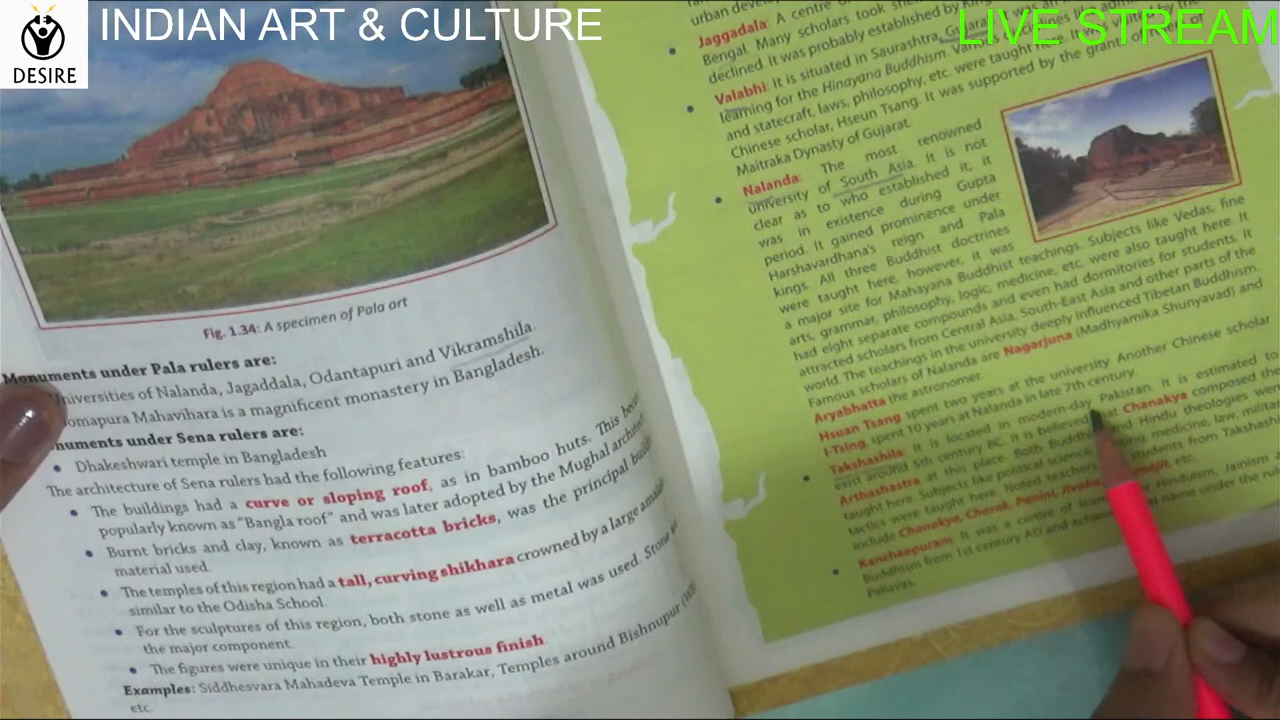 INDIAN ART & CULTURE
LIVE STREAM
DESIRE
Fig. 1.34: A specimen of Pala art
Monuments under Pala rulers are:
Universities of Nalanda, Jagaddala, Odantapuri and Vikramshila.
Somapura Mahavihara is a magnificent monastery in Bangladesh.
Monuments under Sena rulers are:
• Dhakeshwari temple in Bangladesh
The architecture of Sena rulers had the following features:
• The buildings had a curve or sloping roof, as in bamboo huts. This
popularly known as "Bangla roof" and was later adopted by the Mughal
• Burnt bricks and clay, known as terracotta bricks, was the principal
material used.
• The temples of this region had a tall, curving shikhara crowned by a large
similar to the Odisha School.
• For the sculptures of this region, both stone as well as metal was used. Stone
the major component.
• The figures were unique in their highly lustrous finish.
Examples: Siddhesvara Mahadeva Temple in Barakar, Temples around Bishnupur
etc.
urban
• Jaggadala: A centre
Bengal. Many scholars took
declined. It was probably established by
• Valabhi: It is situated in Saurashtra,
learning for the Hinayana Buddhism.
and statecraft, laws, philosophy, etc. were taught here. It
Chinese scholar, Hseun Tsang. It was supported by the grants of
Maitraka Dynasty of Gujarat.
• Nalanda: The most renowned
university of South Asia. It is not
clear as to who established it; it
was in existence during Gupta
period. It gained prominence under
Harshavardhana's reign and Pala
kings. All three Buddhist doctrines
were taught here, however, it was
a major site for Mahayana Buddhist teachings. Subjects like Vedas, fine
arts, grammar, philosophy, logic, medicine, etc. were also taught here. It
had eight separate compounds and even had dormitories for students. It
attracted scholars from Central Asia, South-East Asia and other parts of the
world. The teachings in the university deeply influenced Tibetan Buddhism.
Famous scholars of Nalanda are Nagarjuna (Madhyamika Shunyavad) and
Aryabhatta the astronomer.
Hsuan Tsang spent two years at the university. Another Chinese scholar
I-Tsing, spent 10 years at Nalanda in late 7th century.
• Takshashila: It is located in modern-day Pakistan. It is estimated to
exist around 5th century BC. It is believed that Chanakya composed the
Arthashastra at this place. Both Buddhist and Hindu theologies were
taught here. Subjects like political science, medicine, law,
tactics were taught here. Noted teachers students from
include Chanakya, Charak, Panini, Jivaka, etc.
• Kancheepuram: It was a centre of Hinduism, Jainism
Buddhism from 1st century AD and name under the
Pallavas.